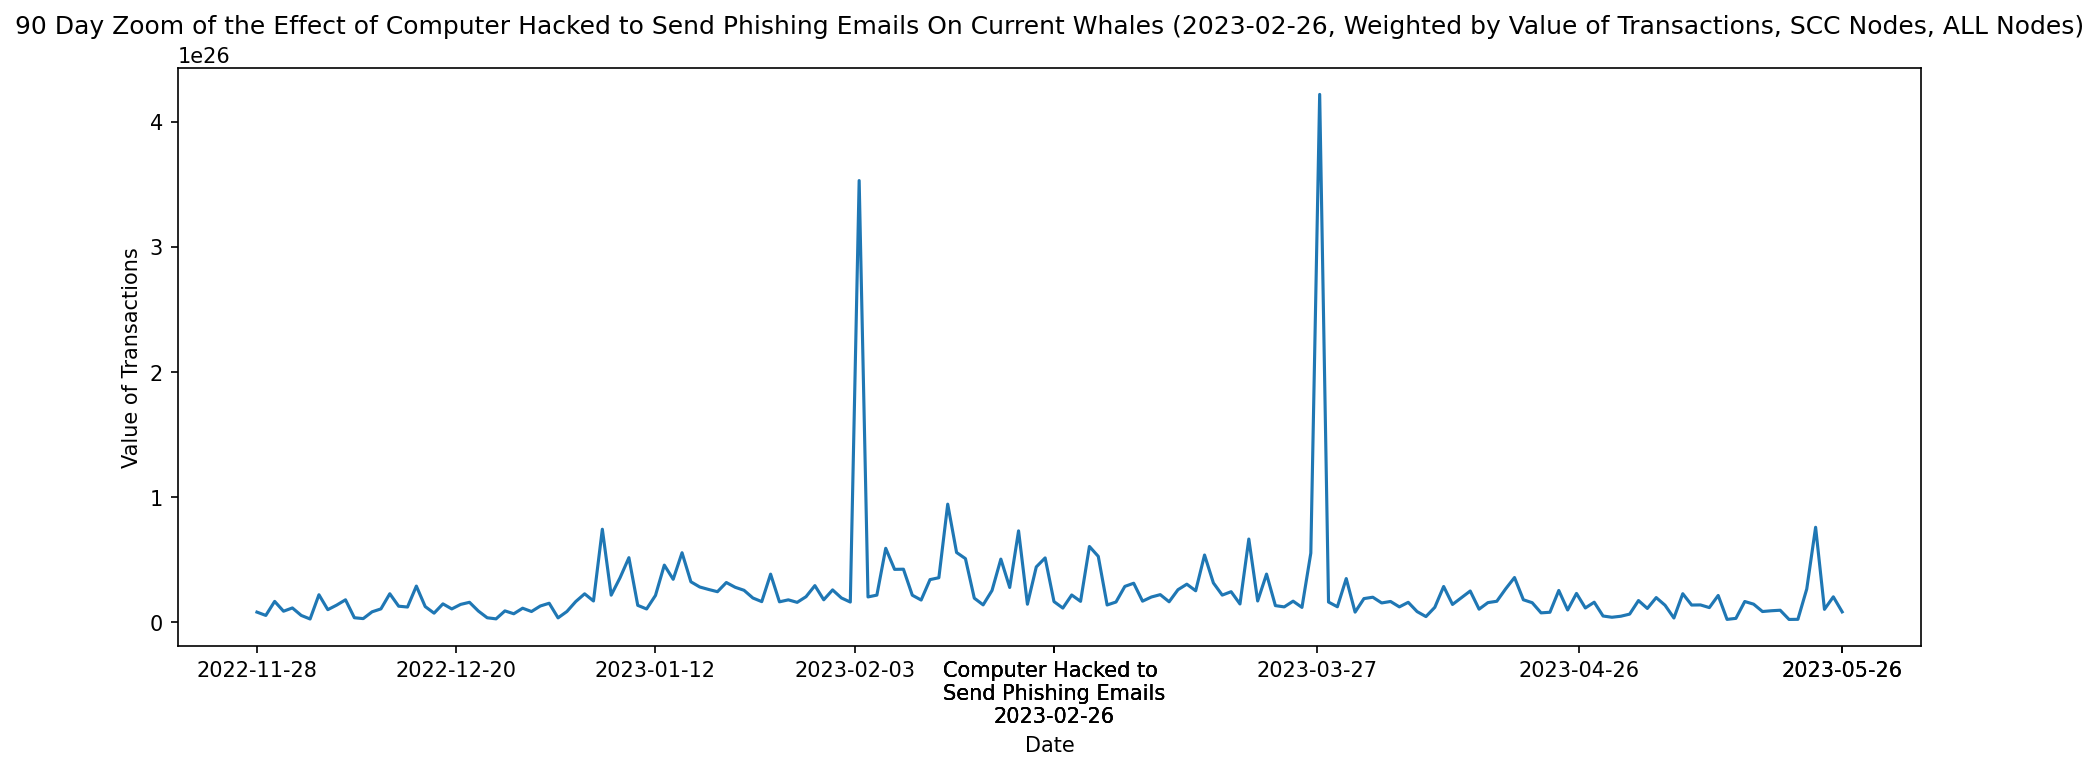 90 Day Zoom of the Effect of Computer Hacked to Send Phishing Emails On Current Whales (2023-02-26, Weighted by Value of Transactions, SCC Nodes, ALL Nodes)
1e26
4
3
2
1
0
Value of Transactions
2022-11-28 2022-12-20 2023-01-12 2023-02-03 Computer Hacked to 2023-03-27 2023-04-26 2023-05-26
Send Phishing Emails
2023-02-26
Date